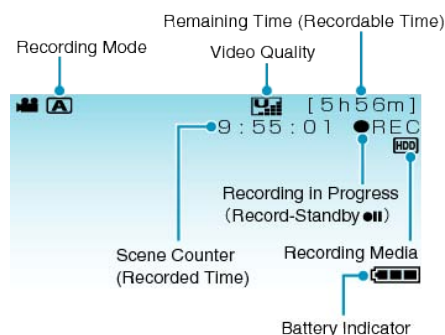 Remaining Time (Recordable Time)
Recording Mode
Video Quality
A [5h56m]
9:55:01 ●REC
HDD
Recording in Progress
(Record-Standby ●II)
Scene Counter
(Recorded Time)
Recording Media
Battery Indicator